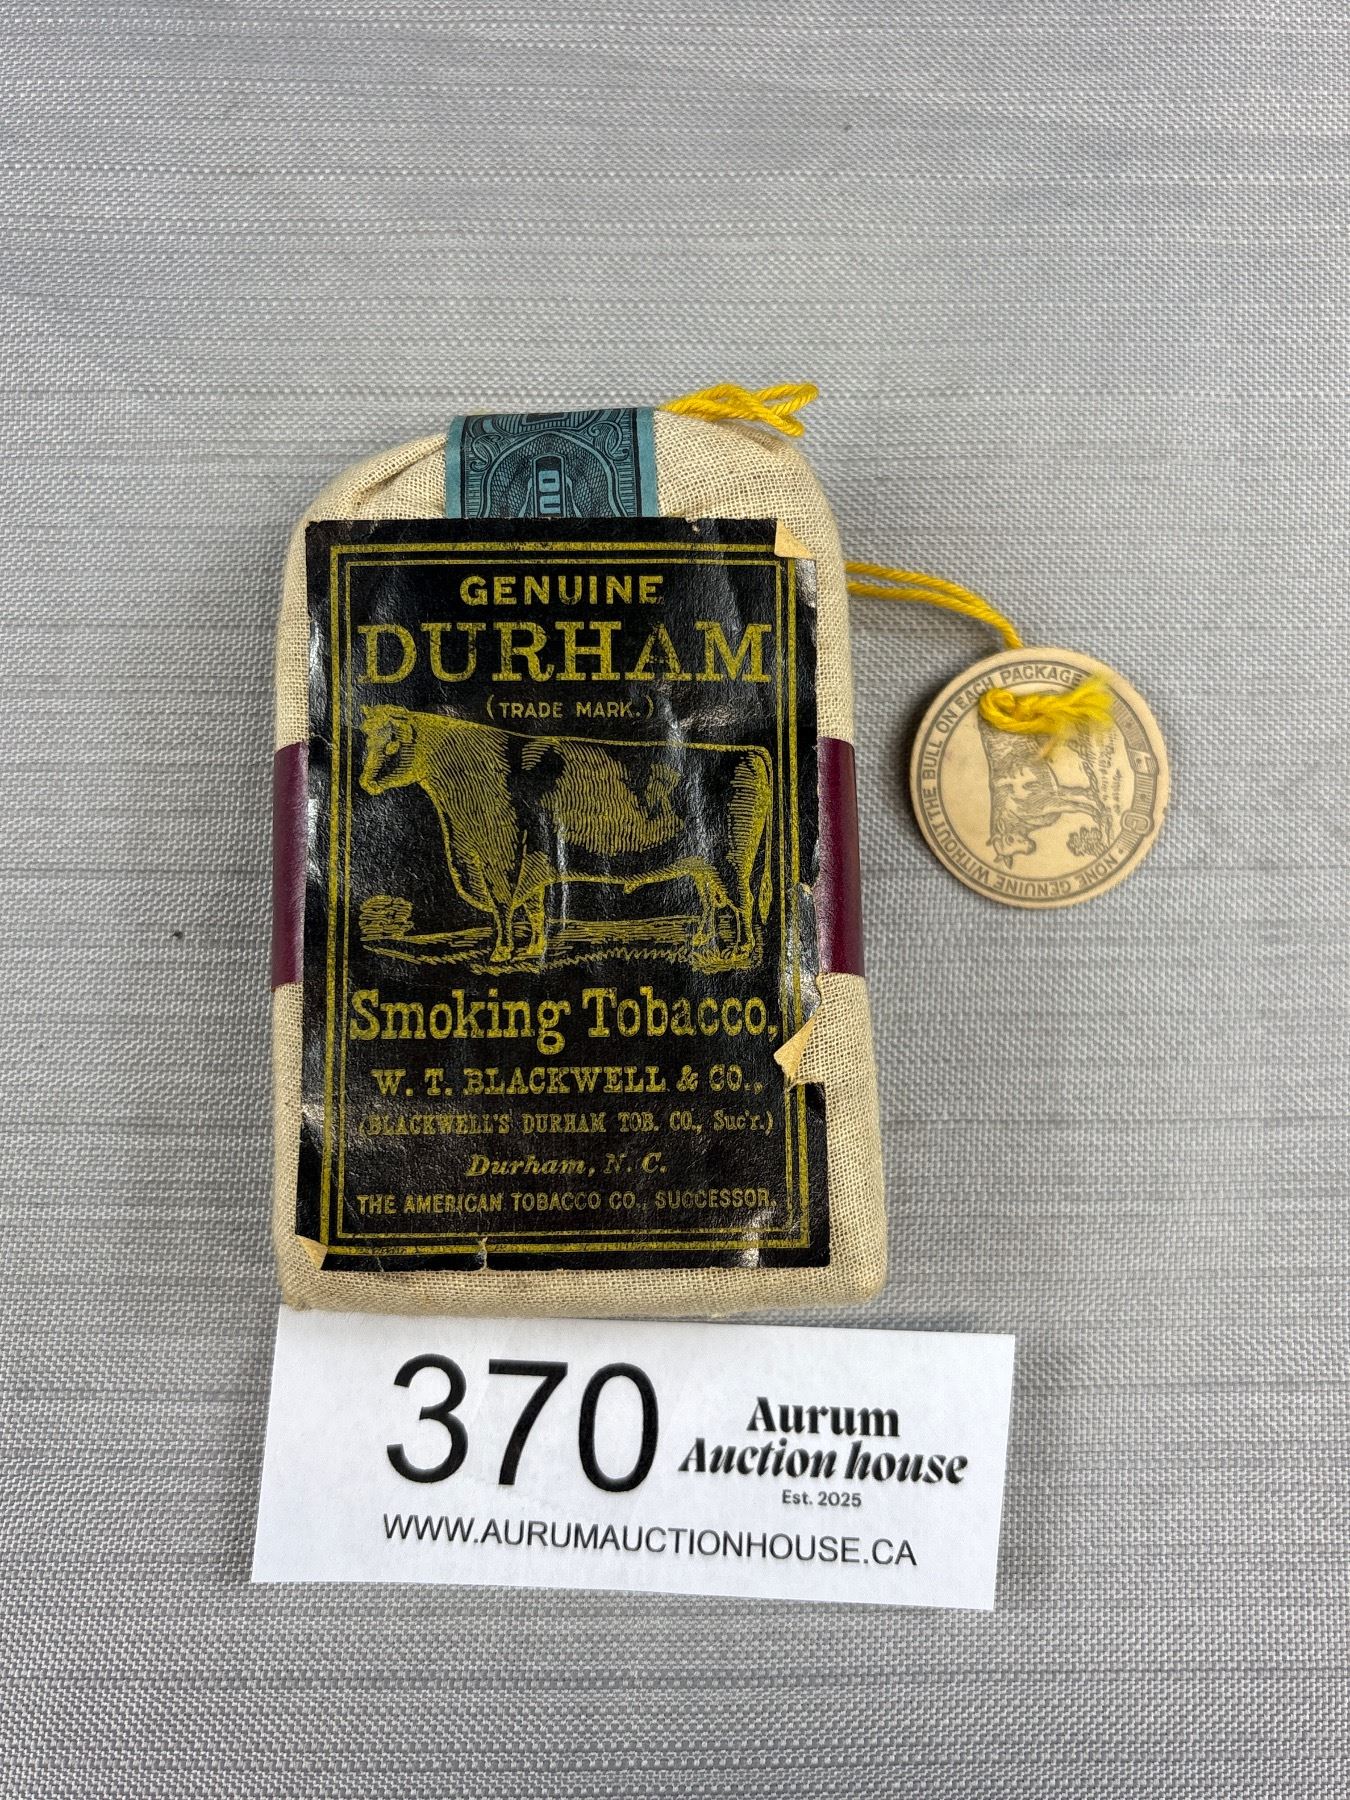 GENUINE
DURHAM
(TRADE MARK.)
Smoking Tobacco,
W. T. BLACKWELL & CO.,
(BLACKWELL'S DURHAM TOB. CO., Suc'r.)
Durham, N. C.
THE AMERICAN TOBACCO CO., SUCCESSOR.
NONE GENUINE WITHOUT THE BULL ON EACH PACKAGE
370
Aurum
Auction house
Est. 2025
WWW.AURUMAUCTIONHOUSE.CA